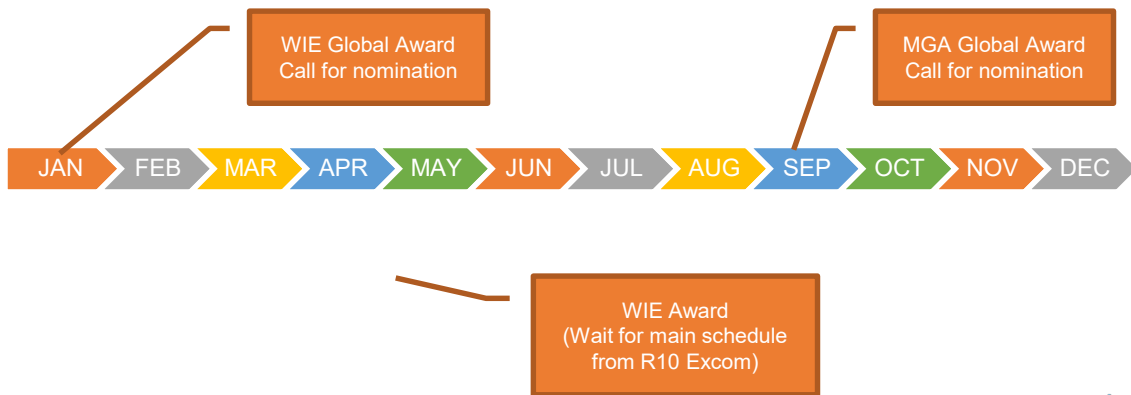 WIE Global Award
Call for nomination
MGA Global Award
Call for nomination
JAN FEB MAR APR MAY JUN JUL AUG SEP OCT NOV DEC
WIE Award
(Wait for main schedule
from R10 Excom)